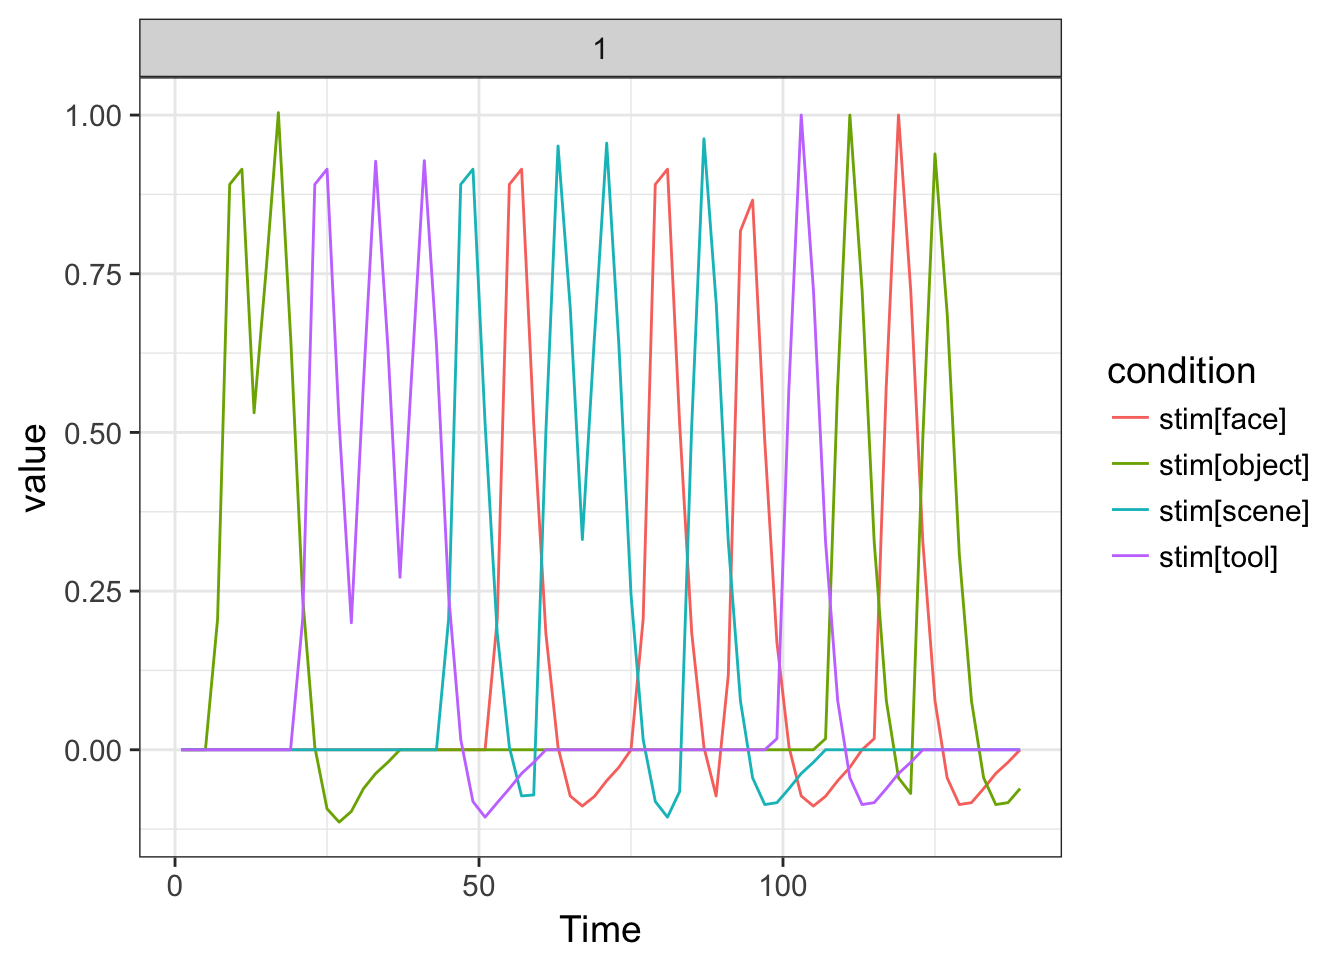 1
1.00
0.75
0.50
0.25
0.00
value
0
50
100
Time
condition
stim[face]
stim[object]
stim[scene]
stim[tool]